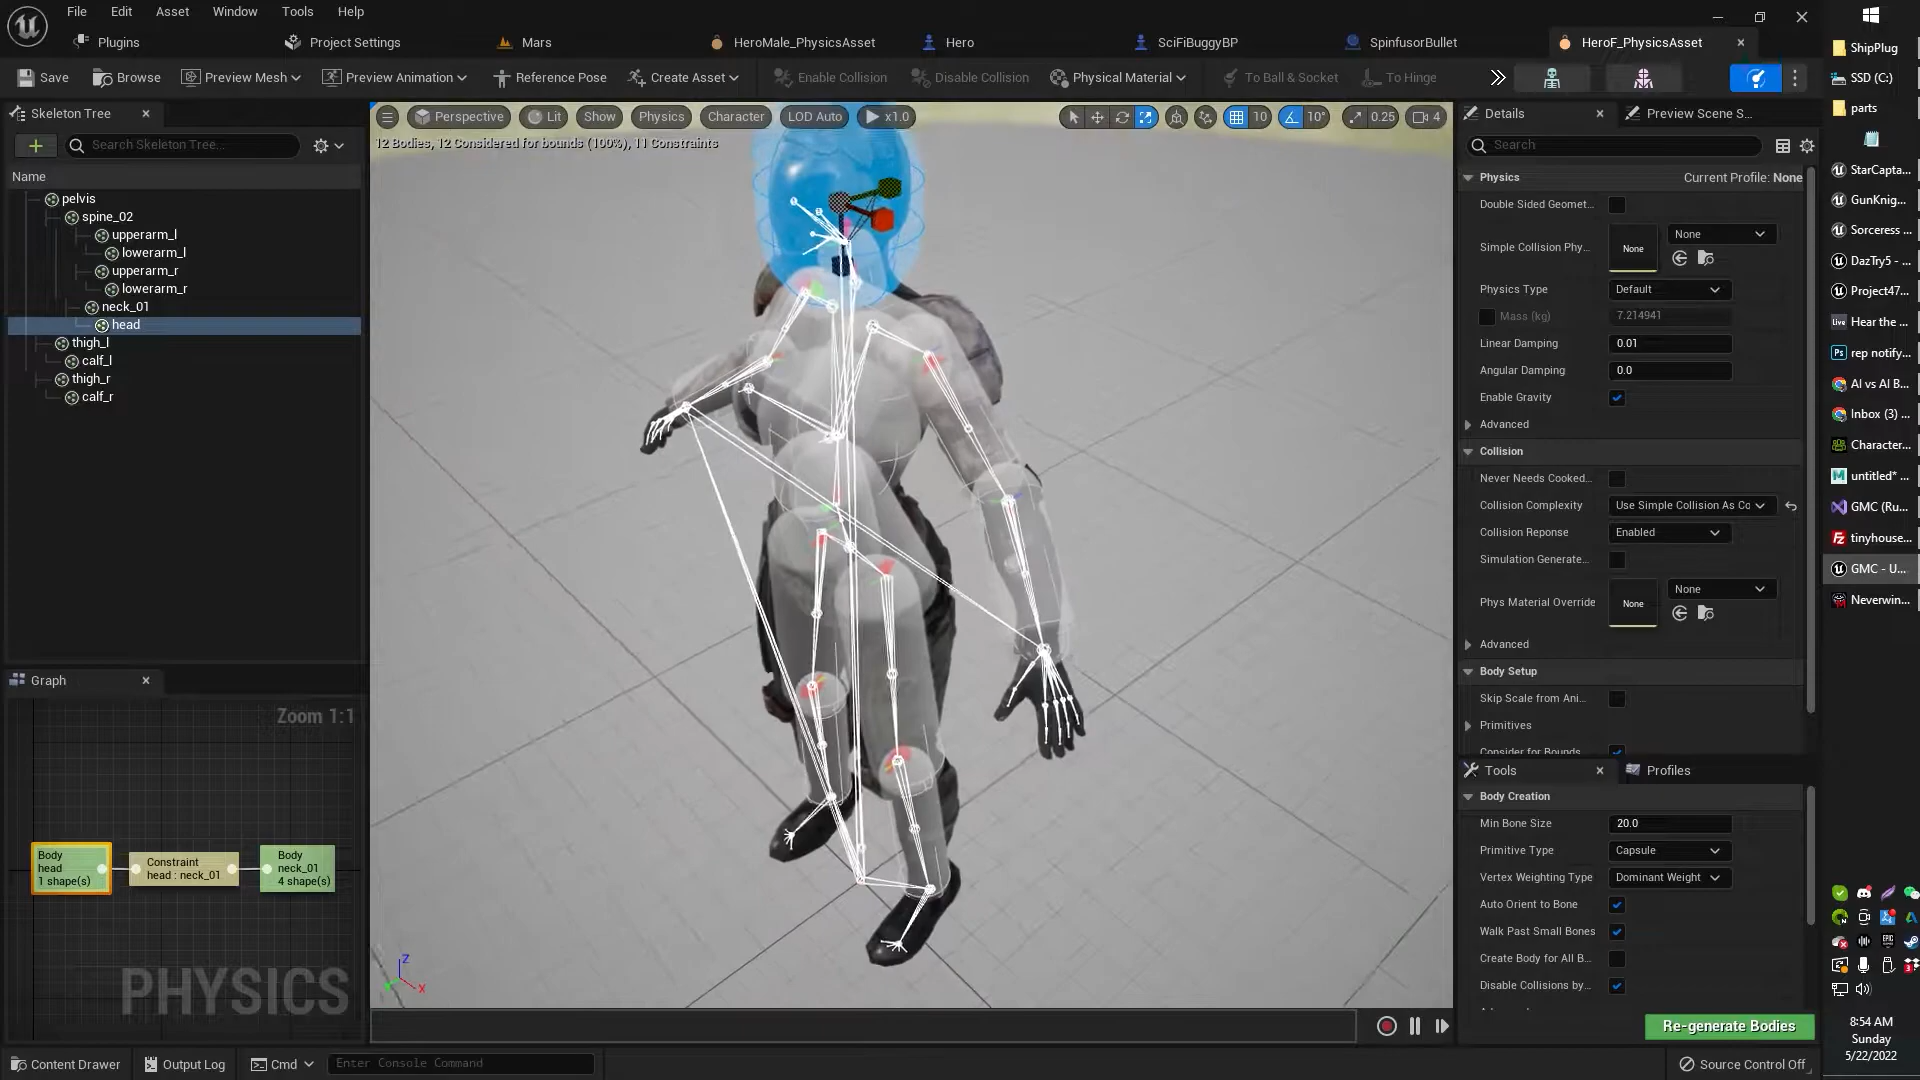 File Edit Asset Window Tools Help
Plugins Project Settings Mars HeroMale_PhysicsAsset Hero SciFiBuggyBP SpinfusorBullet HeroF_PhysicsAsset
Save Browse Preview Mesh Preview Animation Reference Pose Create Asset Enable Collision Disable Collision Physical Material To Ball & Socket To Hinge
Skeleton Tree
Search Skeleton Tree...
Name
pelvis
spine_02
upperarm_l
lowerarm_l
upperarm_r
lowerarm_r
neck_01
head
thigh_l
calf_l
thigh_r
calf_r
Graph
Zoom 1:1
Body
head
1 shape(s)
Constraint
head : neck_01
Body
neck_01
4 shape(s)
PHYSICS
Perspective Lit Show Physics Character LOD Auto x1.0 10 10° 0.25 4
12 Bodies, 12 Considered for bounds (100%), 11 Constraints
Z
X
Details Preview Scene S...
Search
Physics Current Profile: None
Double Sided Geomet...
Simple Collision Phy... None None
Physics Type Default
Mass (kg) 7.214941
Linear Damping 0.01
Angular Damping 0.0
Enable Gravity
Advanced
Collision
Never Needs Cooked...
Collision Complexity Use Simple Collision As Co
Collision Reponse Enabled
Simulation Generate...
Phys Material Override None None
Advanced
Body Setup
Skip Scale from Ani...
Primitives
Consider for Bounds
Tools Profiles
Body Creation
Min Bone Size 20.0
Primitive Type Capsule
Vertex Weighting Type Dominant Weight
Auto Orient to Bone
Walk Past Small Bones
Create Body for All B...
Disable Collisions by...
Re-generate Bodies
Content Drawer Output Log Cmd Enter Console Command Source Control Off
ShipPlug
SSD (C:)
parts
StarCapta...
GunKnig...
Sorceress ...
DazTry5 - ...
Project47...
Live Hear the ...
Ps rep notify...
AI vs AI B...
Inbox (3) ...
Character...
M untitled* ...
GMC (Ru...
Fz tinyhouse...
GMC - U...
Neverwin...
8:54 AM
Sunday
5/22/2022